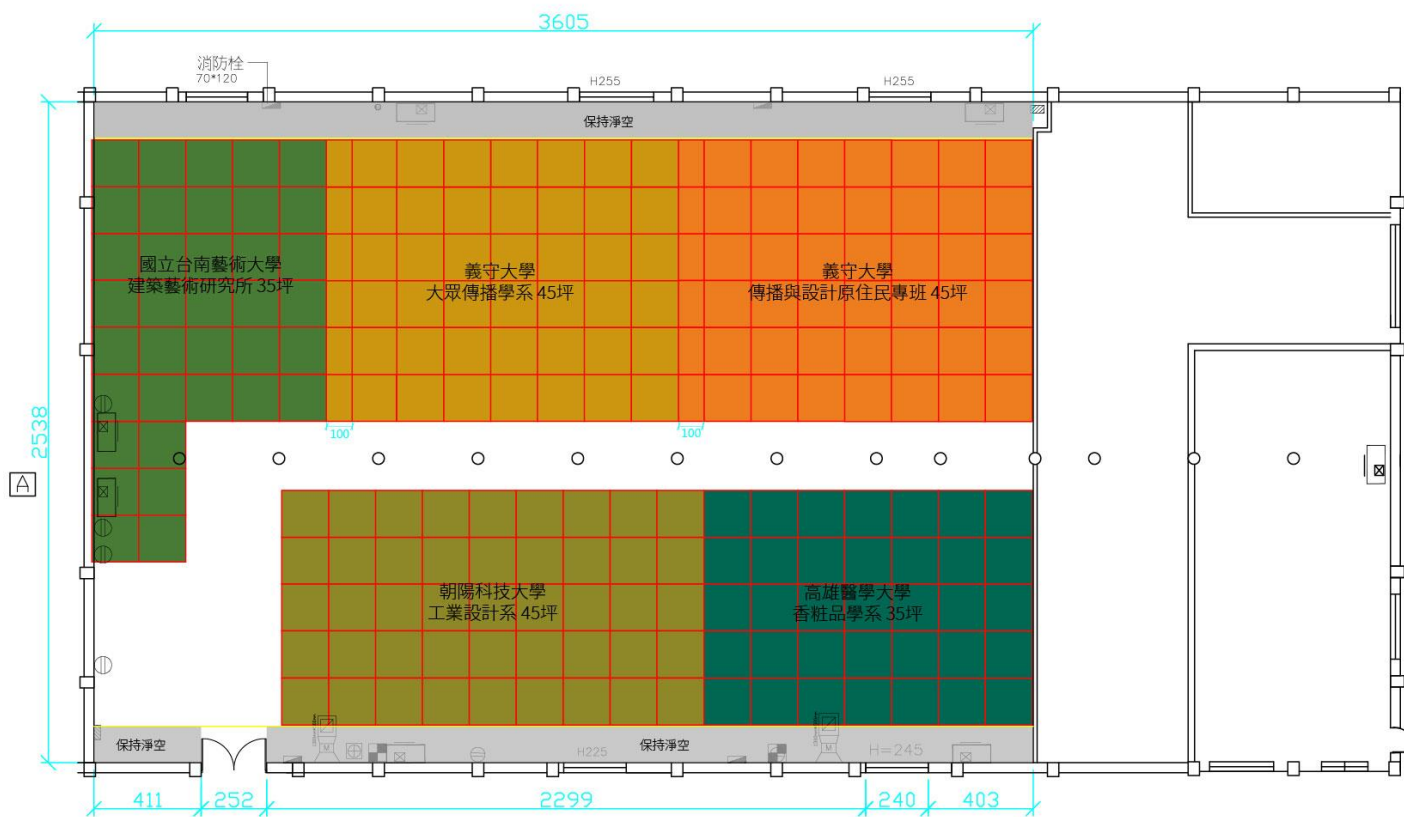 3605
消防栓
70*120
H255
H255
保持淨空
國立台南藝術大學
建築藝術研究所 35坪
義守大學
大眾傳播學系 45坪
義守大學
傳播與設計原住民專班 45坪
100
100
2538
A
朝陽科技大學
工業設計系 45坪
高雄醫學大學
香粧品學系 35坪
保持淨空
H225
保持淨空
H=245
M
M
411
252
2299
240
403